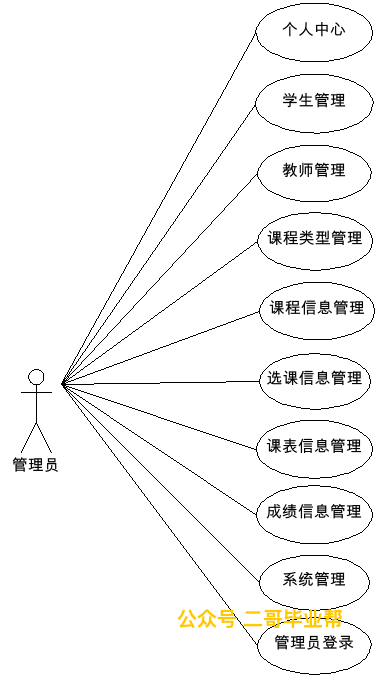 个人中心
学生管理
教师管理
课程类型管理
课程信息管理
选课信息管理
管理员
课表信息管理
成绩信息管理
系统管理
公众号 二哥毕业帮
管理员登录